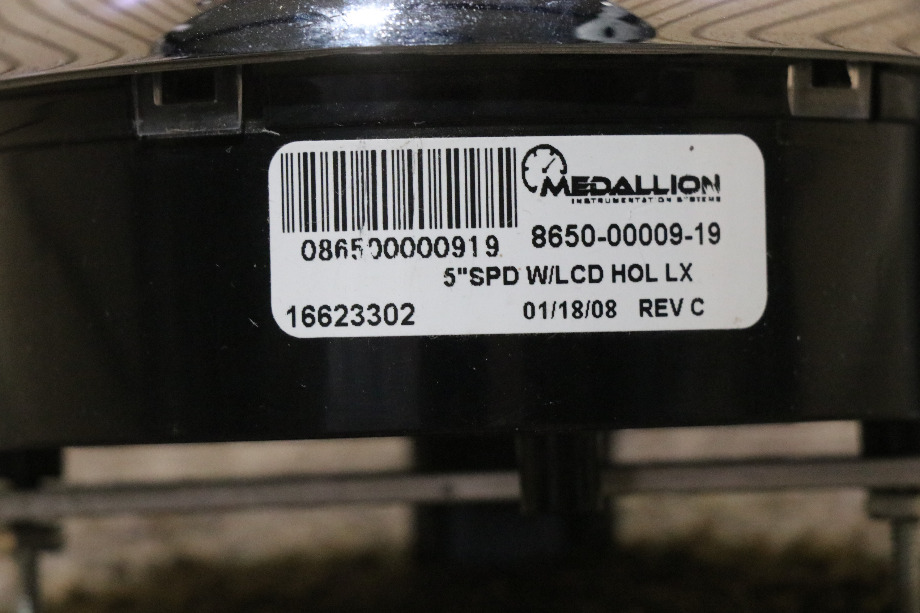 MEDALLION
INSTRUMENTATION SYSTEMS
086500000919 8650-00009-19
5"SPD W/LCD HOL LX
16623302 01/18/08 REV C